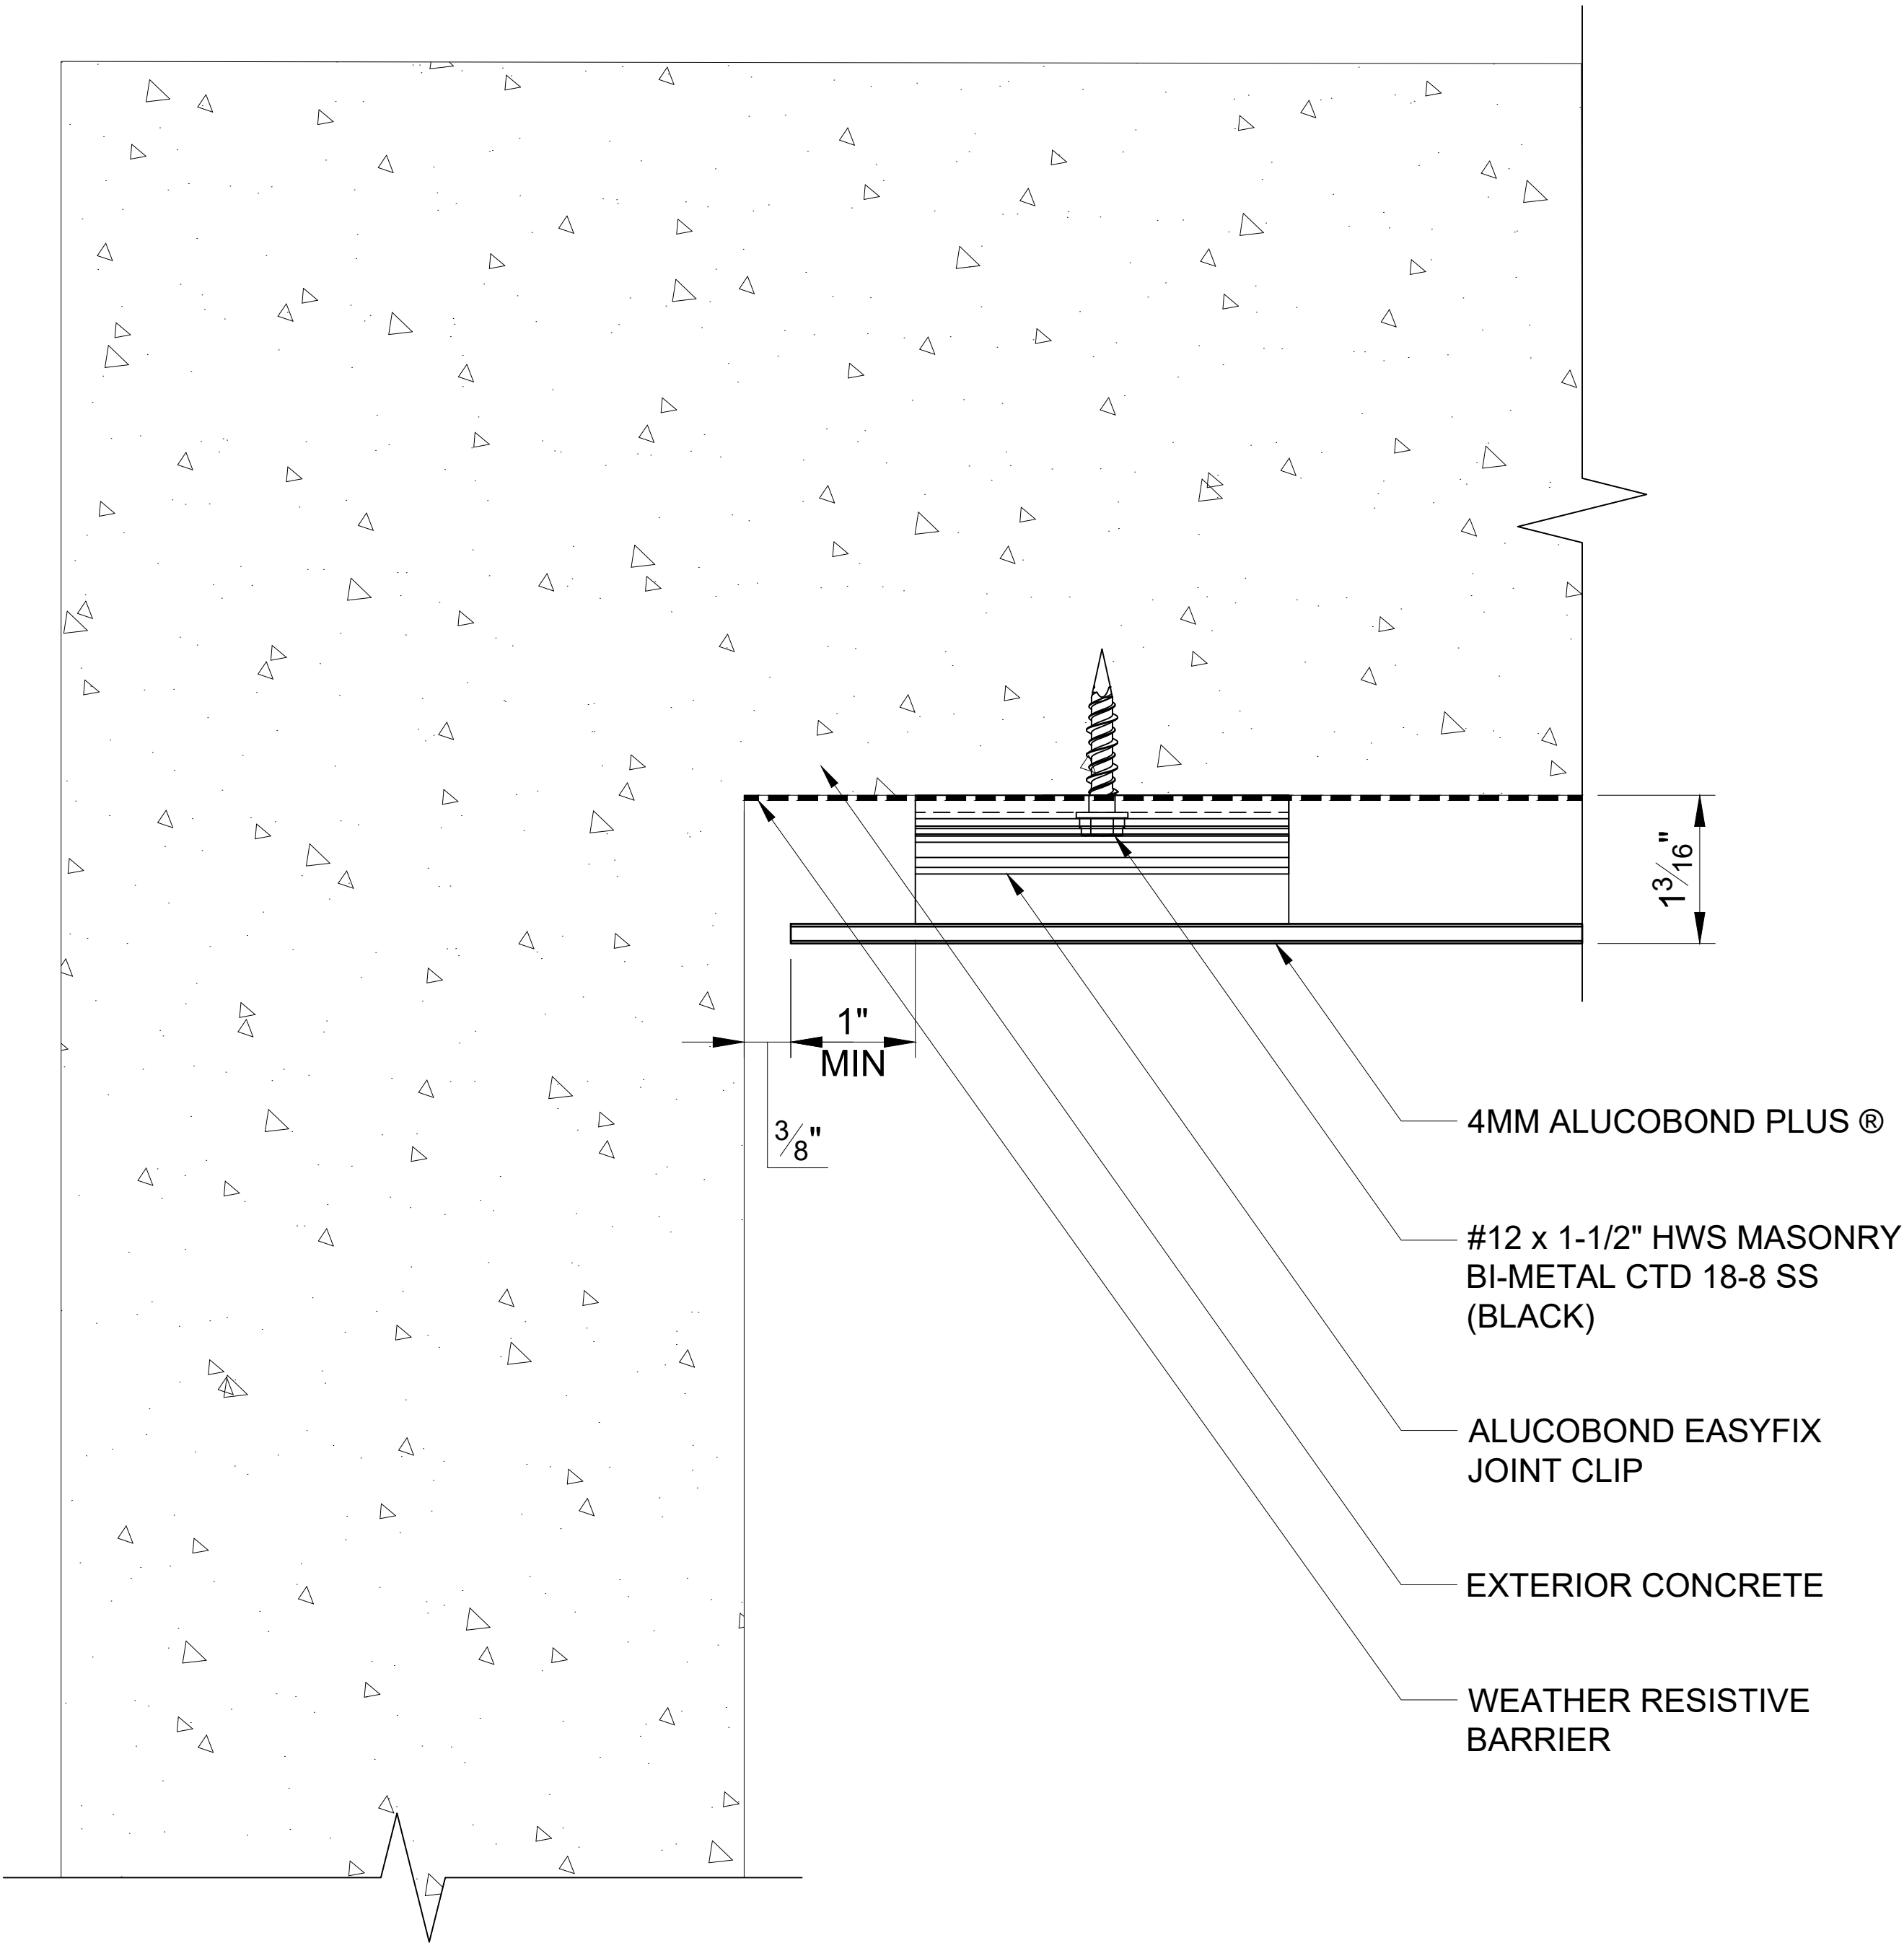 1 3/16"
1"
MIN
3/8"
4MM ALUCOBOND PLUS ®
#12 x 1-1/2" HWS MASONRY
BI-METAL CTD 18-8 SS
(BLACK)
ALUCOBOND EASYFIX
JOINT CLIP
EXTERIOR CONCRETE
WEATHER RESISTIVE
BARRIER